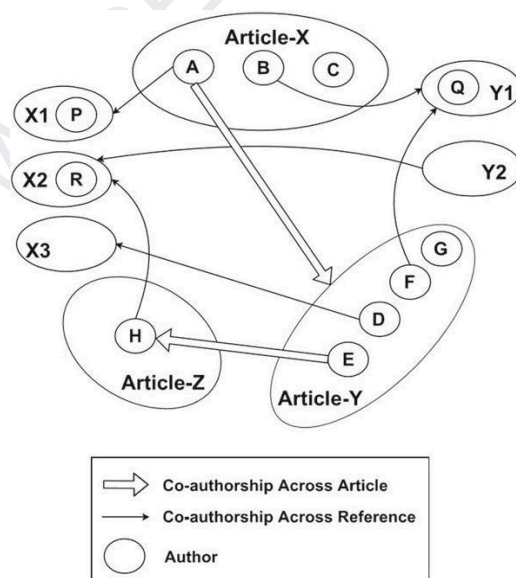 Article-X
A
B
C
X1
P
Q
Y1
X2
R
Y2
X3
G
F
D
H
E
Article-Z
Article-Y
Co-authorship Across Article
Co-authorship Across Reference
Author